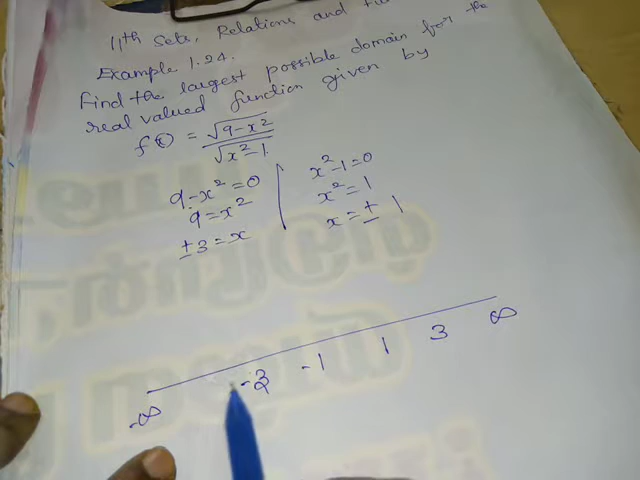 11th Sets, Relations and
Example 1.24.
Find the largest possible domain for the
real valued function given by
f(x) = √(9-x²) / √(x²-1)
9-x²=0
9=x²
±3=x
x²-1=0
x²=1
x=±1
-∞ -3 -1 1 3 ∞